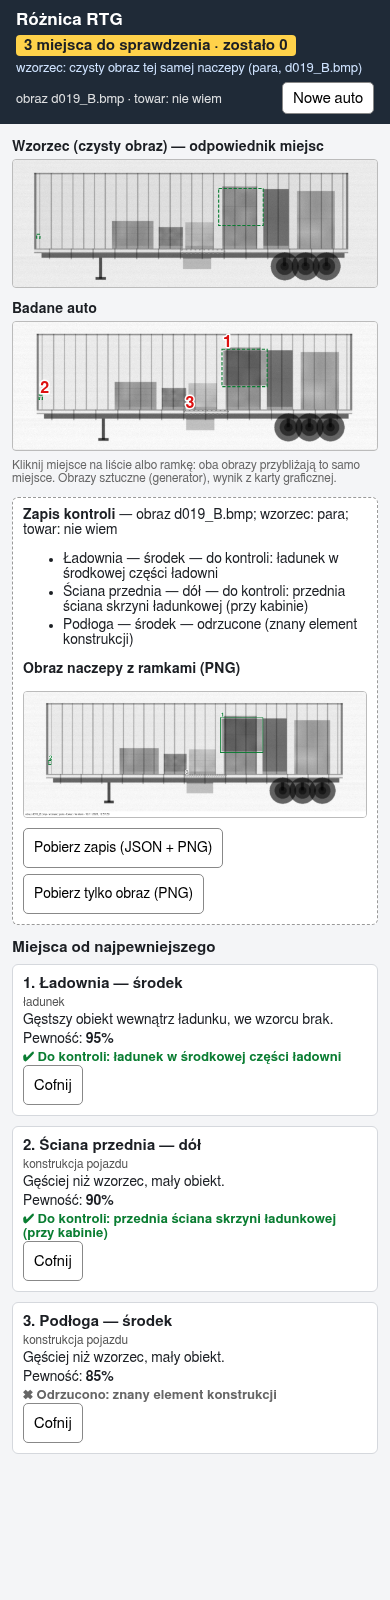 Różnica RTG
3 miejsca do sprawdzenia · zostało 0
wzorzec: czysty obraz tej samej naczepy (para, d019_B.bmp)
obraz d019_B.bmp · towar: nie wiem
Nowe auto
Wzorzec (czysty obraz) — odpowiednik miejsc
Badane auto
1
2
3
Kliknij miejsce na liście albo ramkę: oba obrazy przybliżają to samo
miejsce. Obrazy sztuczne (generator), wynik z karty graficznej.
Zapis kontroli — obraz d019_B.bmp; wzorzec: para;
towar: nie wiem
• Ładownia — środek — do kontroli: ładunek w
środkowej części ładowni
• Ściana przednia — dół — do kontroli: przednia
ściana skrzyni ładunkowej (przy kabinie)
• Podłoga — środek — odrzucone (znany element
konstrukcji)
Obraz naczepy z ramkami (PNG)
Pobierz zapis (JSON + PNG)
Pobierz tylko obraz (PNG)
Miejsca od najpewniejszego
1. Ładownia — środek
ładunek
Gęstszy obiekt wewnątrz ładunku, we wzorcu brak.
Pewność: 95%
✔ Do kontroli: ładunek w środkowej części ładowni
Cofnij
2. Ściana przednia — dół
konstrukcja pojazdu
Gęściej niż wzorzec, mały obiekt.
Pewność: 90%
✔ Do kontroli: przednia ściana skrzyni ładunkowej
(przy kabinie)
Cofnij
3. Podłoga — środek
konstrukcja pojazdu
Gęściej niż wzorzec, mały obiekt.
Pewność: 85%
✖ Odrzucono: znany element konstrukcji
Cofnij